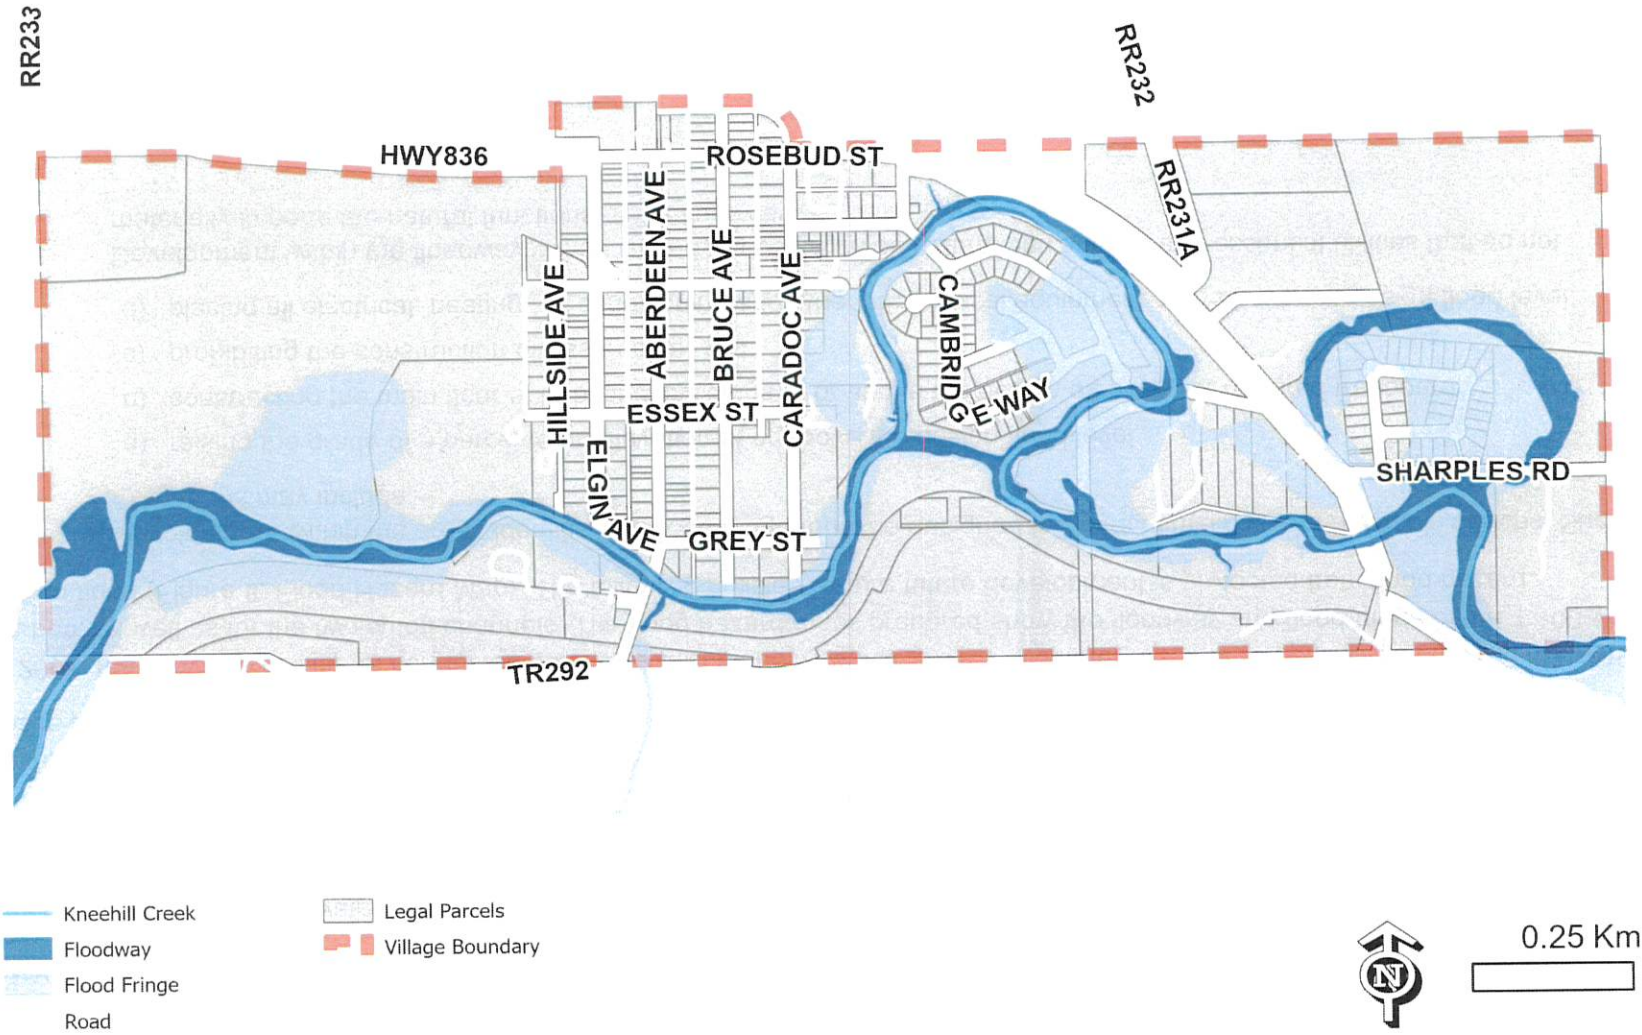 RR233
RR232
HWY836
ROSEBUD ST
RR231A
HILLSIDE AVE
ABERDEEN AVE
BRUCE AVE
CARADOC AVE
CAMBRIDGE WAY
ESSEX ST
ELGIN AVE
GREY ST
SHARPLES RD
TR292
Kneehill Creek
Floodway
Flood Fringe
Road
Legal Parcels
Village Boundary
N
0.25 Km